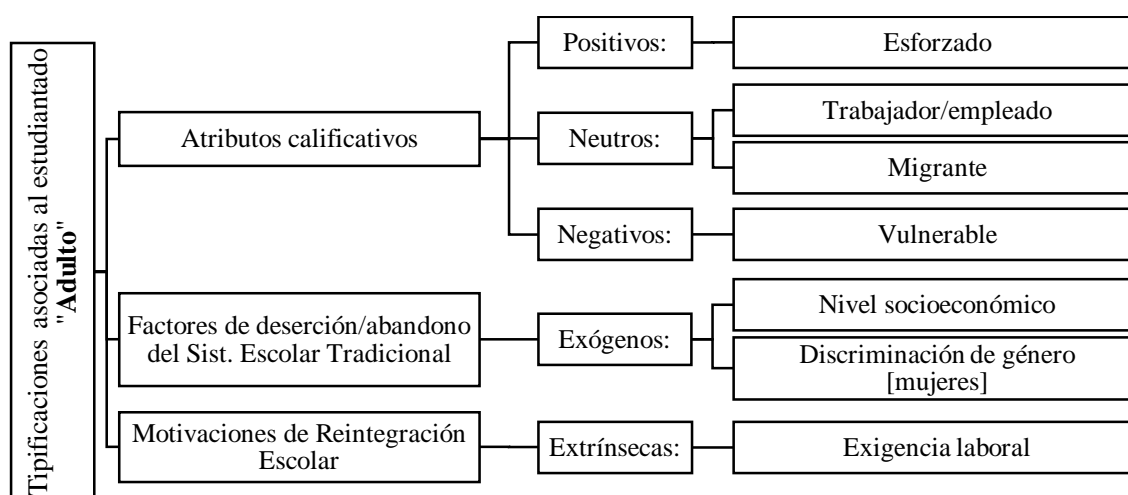 Tipificaciones asociadas al estudiantado
"Adulto"
Atributos calificativos
Positivos:
Esforzado
Neutros:
Trabajador/empleado
Migrante
Negativos:
Vulnerable
Factores de deserción/abandono
del Sist. Escolar Tradicional
Exógenos:
Nivel socioeconómico
Discriminación de género
[mujeres]
Motivaciones de Reintegración
Escolar
Extrínsecas:
Exigencia laboral